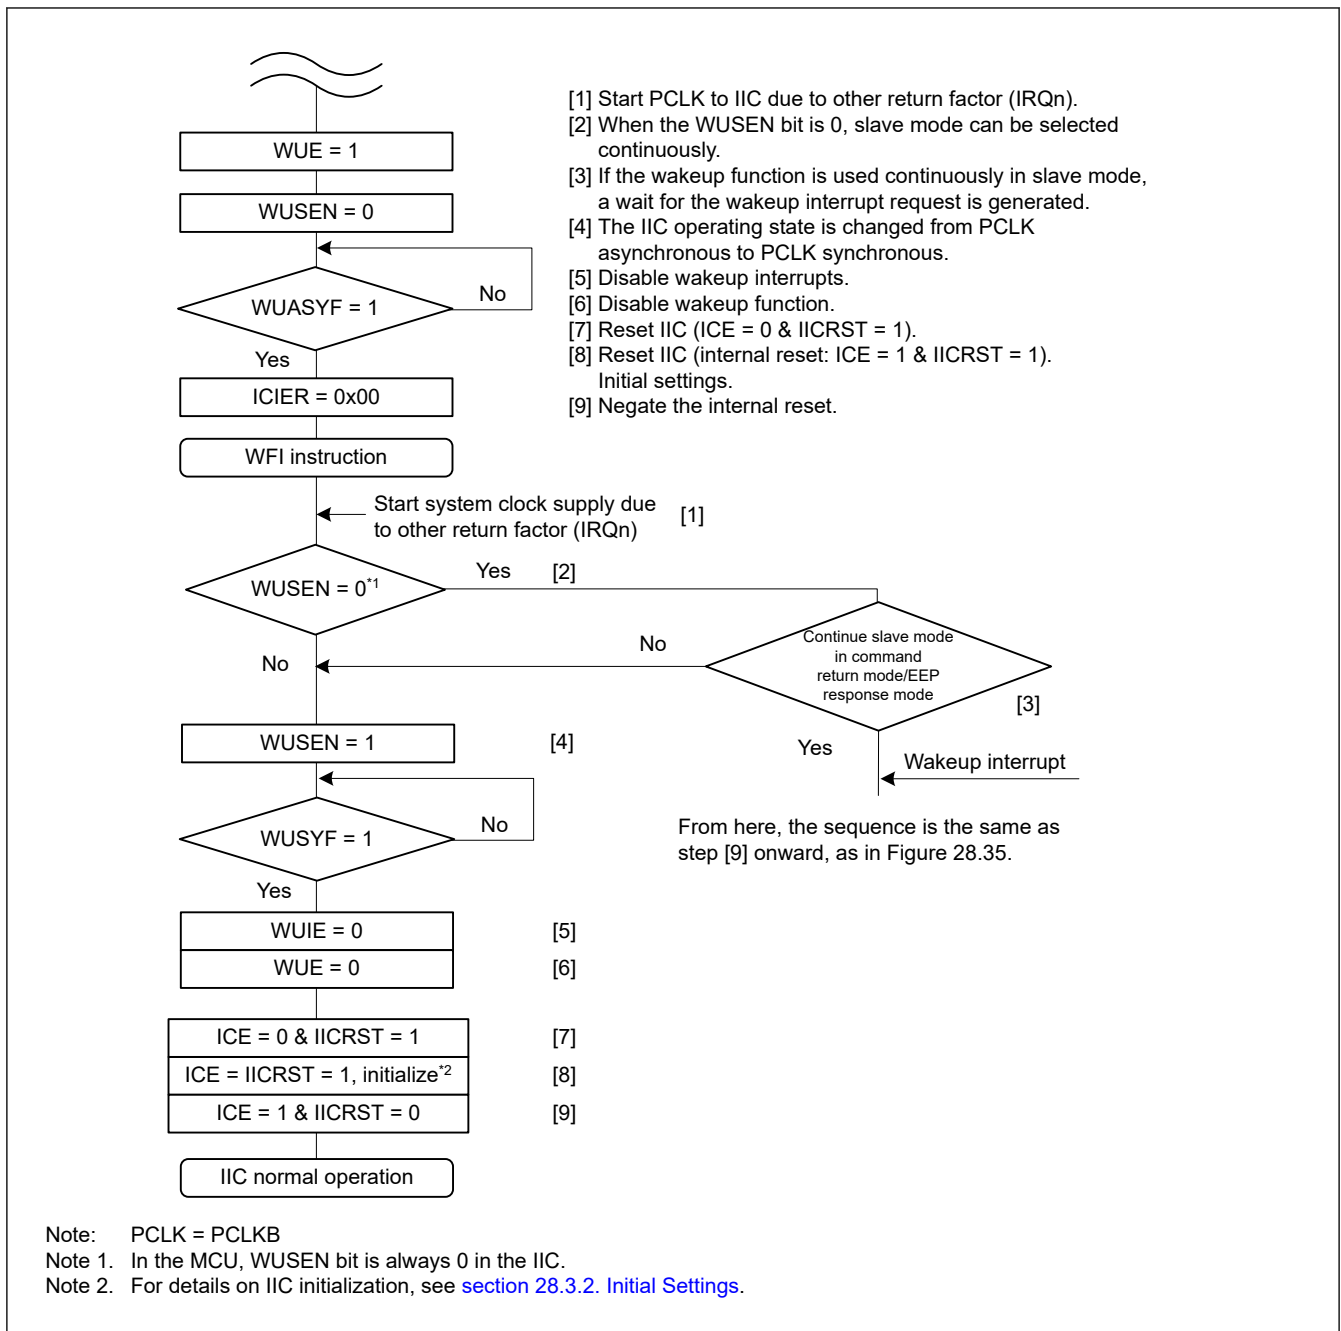 [1] Start PCLK to IIC due to other return factor (IRQn).
[2] When the WUSEN bit is 0, slave mode can be selected
continuously.
[3] If the wakeup function is used continuously in slave mode,
a wait for the wakeup interrupt request is generated.
[4] The IIC operating state is changed from PCLK
asynchronous to PCLK synchronous.
[5] Disable wakeup interrupts.
[6] Disable wakeup function.
[7] Reset IIC (ICE = 0 & IICRST = 1).
[8] Reset IIC (internal reset: ICE = 1 & IICRST = 1).
Initial settings.
[9] Negate the internal reset.
WUE = 1
WUSEN = 0
WUASYF = 1
No
Yes
ICIER = 0x00
WFI instruction
Start system clock supply due
to other return factor (IRQn)
[1]
WUSEN = 0*1
Yes
[2]
No
Continue slave mode
in command
return mode/EEP
response mode
[3]
No
Yes
Wakeup interrupt
From here, the sequence is the same as
step [9] onward, as in Figure 28.35.
WUSEN = 1
[4]
WUSYF = 1
No
Yes
WUIE = 0
[5]
WUE = 0
[6]
ICE = 0 & IICRST = 1
[7]
ICE = IICRST = 1, initialize*2
[8]
ICE = 1 & IICRST = 0
[9]
IIC normal operation
Note: PCLK = PCLKB
Note 1. In the MCU, WUSEN bit is always 0 in the IIC.
Note 2. For details on IIC initialization, see section 28.3.2. Initial Settings.